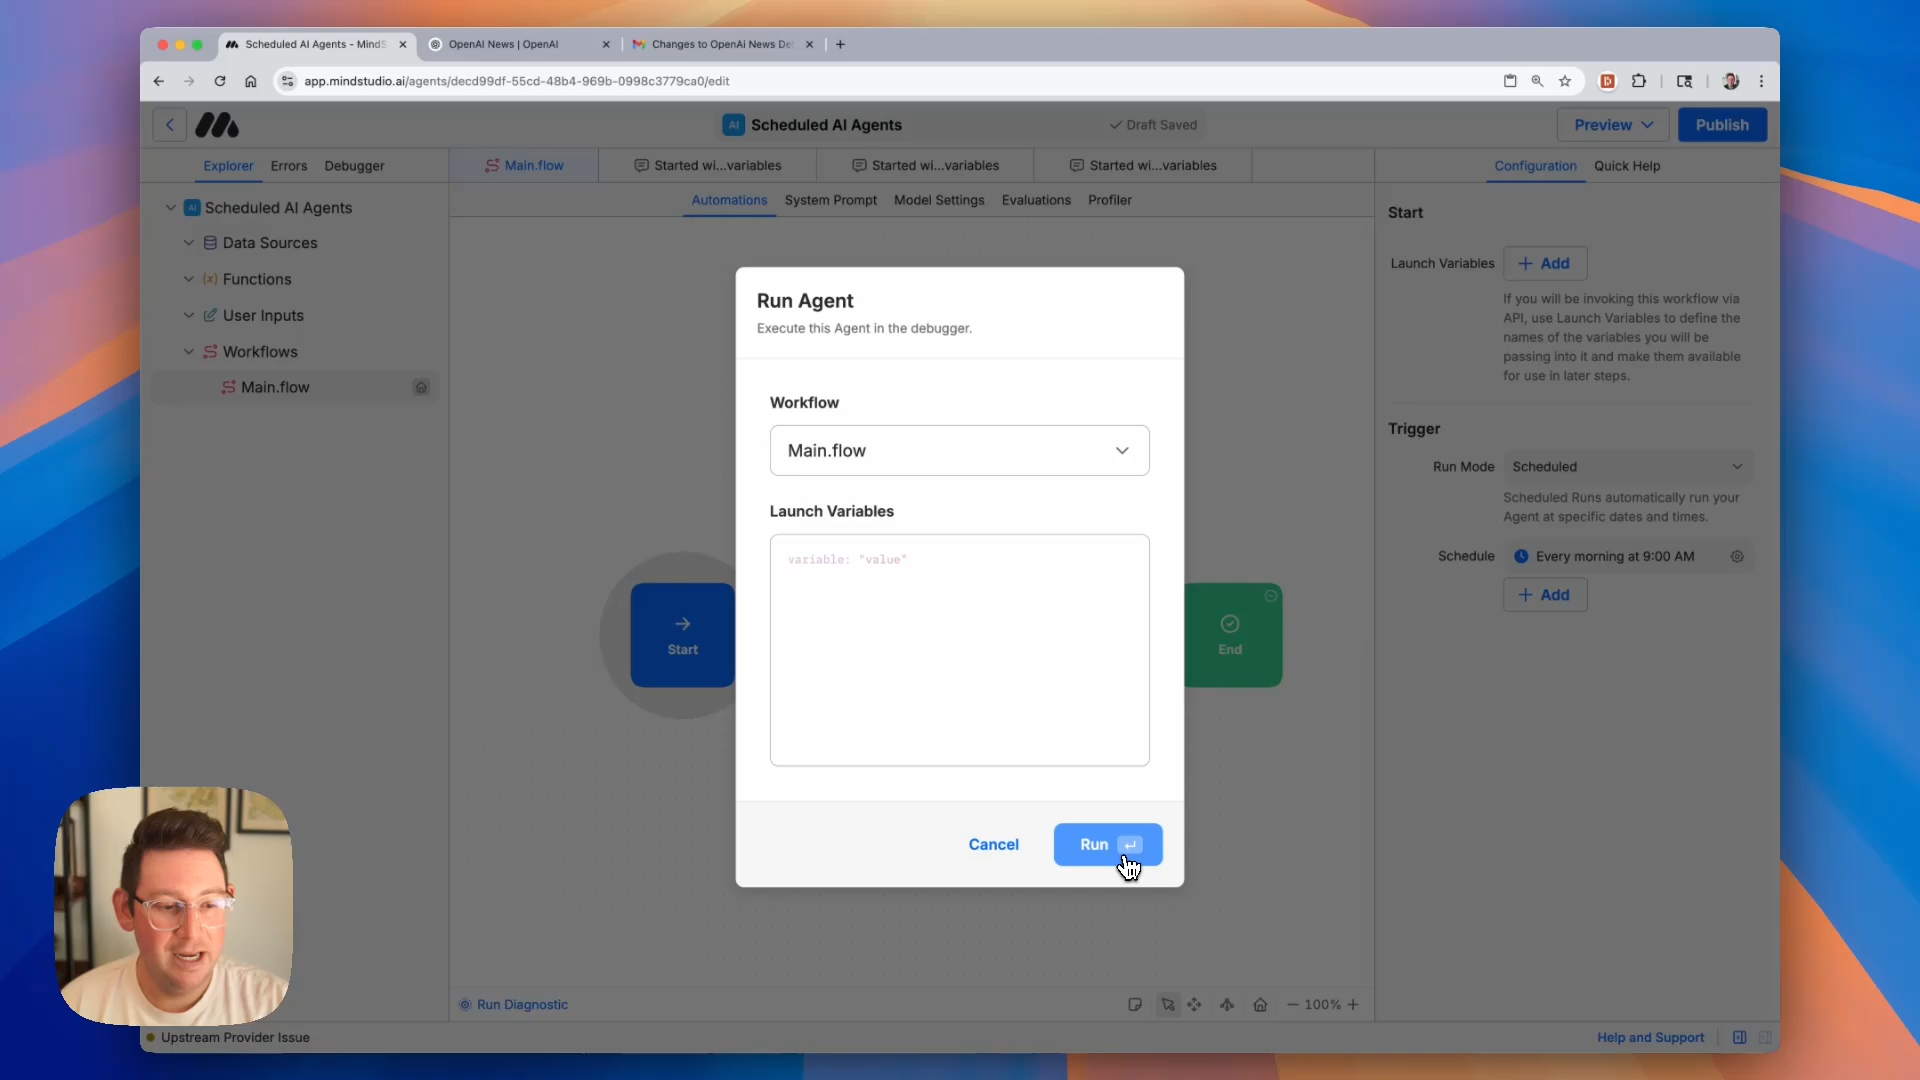 Scheduled AI Agents - MindS
OpenAI News | OpenAI
Changes to OpenAi News De
app.mindstudio.ai/agents/decd99df-55cd-48b4-969b-0998c3779ca0/edit
AI Scheduled AI Agents
Draft Saved
Preview
Publish
Explorer Errors Debugger
Main.flow
Started wi...variables
Started wi...variables
Started wi...variables
Configuration Quick Help
Automations System Prompt Model Settings Evaluations Profiler
AI Scheduled AI Agents
Data Sources
Functions
User Inputs
Workflows
Main.flow
Run Agent
Execute this Agent in the debugger.
Workflow
Main.flow
Launch Variables
variable: "value"
Cancel
Run
Start
End
Start
Launch Variables
+ Add
If you will be invoking this workflow via
API, use Launch Variables to define the
names of the variables you will be
passing into it and make them available
for use in later steps.
Trigger
Run Mode Scheduled
Scheduled Runs automatically run your
Agent at specific dates and times.
Schedule Every morning at 9:00 AM
+ Add
Run Diagnostic
100%
Upstream Provider Issue
Help and Support